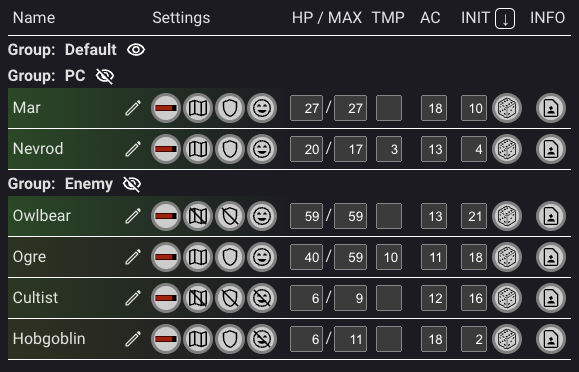 Name Settings HP / MAX TMP AC INIT ↓ INFO
Group: Default
Group: PC
Mar 27 / 27 18 10
Nevrod 20 / 17 3 13 4
Group: Enemy
Owlbear 59 / 59 13 21
Ogre 40 / 59 10 11 18
Cultist 6 / 9 12 16
Hobgoblin 6 / 11 18 2